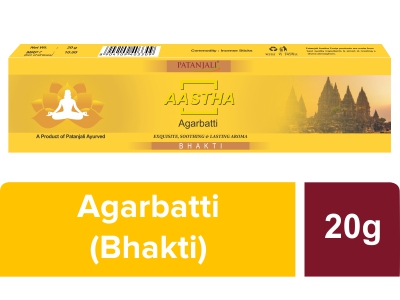 Net Wt. : 20 g
Commodity : Incense Sticks
PATANJALI
AASTHA
Agarbatti
EXQUISITE, SOOTHING & LASTING AROMA
BHAKTI
A Product of Patanjali Ayurved
Agarbatti
(Bhakti)
20g